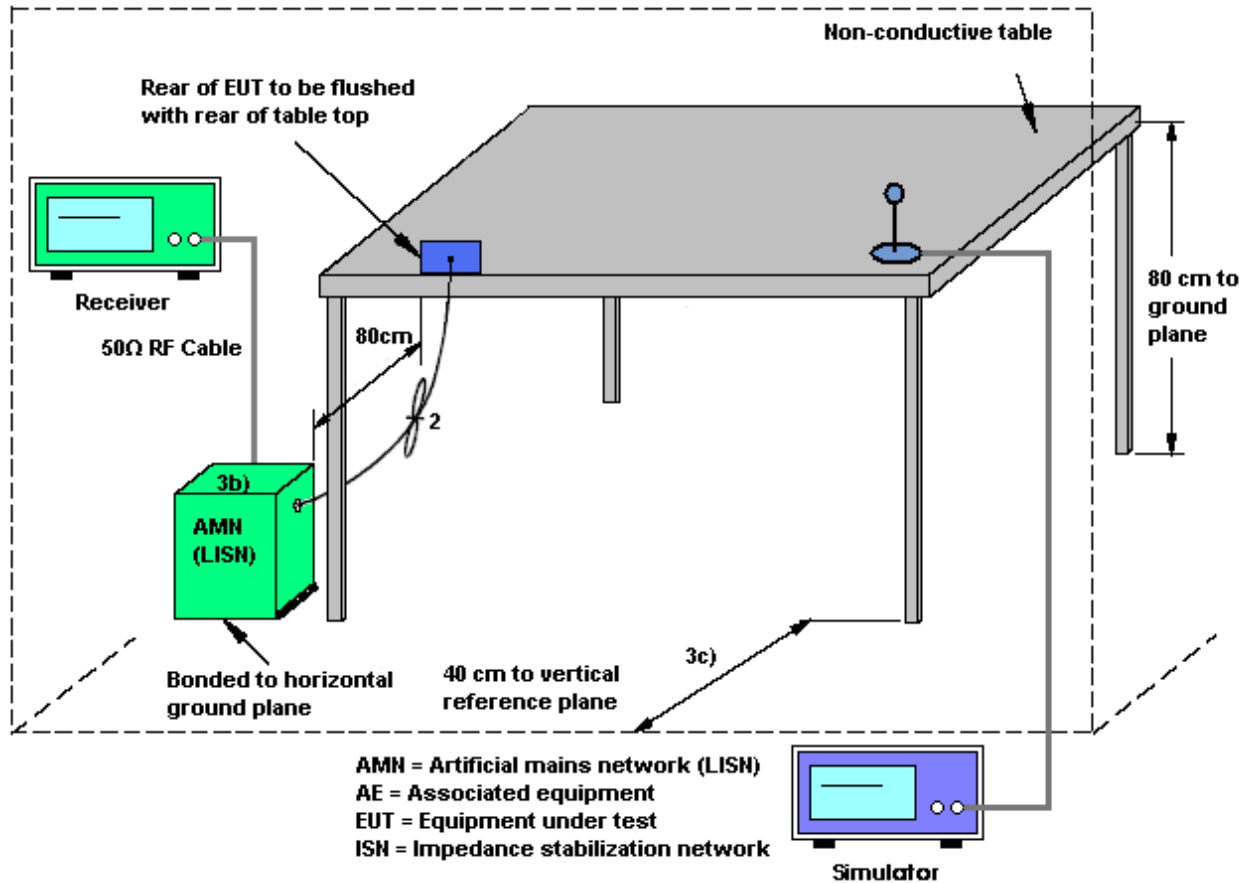 Non-conductive table
Rear of EUT to be flushed
with rear of table top
Receiver
50Ω RF Cable
80cm
80 cm to
ground
plane
2
3b)
AMN
(LISN)
3c)
Bonded to horizontal
ground plane
40 cm to vertical
reference plane
AMN = Artificial mains network (LISN)
AE = Associated equipment
EUT = Equipment under test
ISN = Impedance stabilization network
Simulator